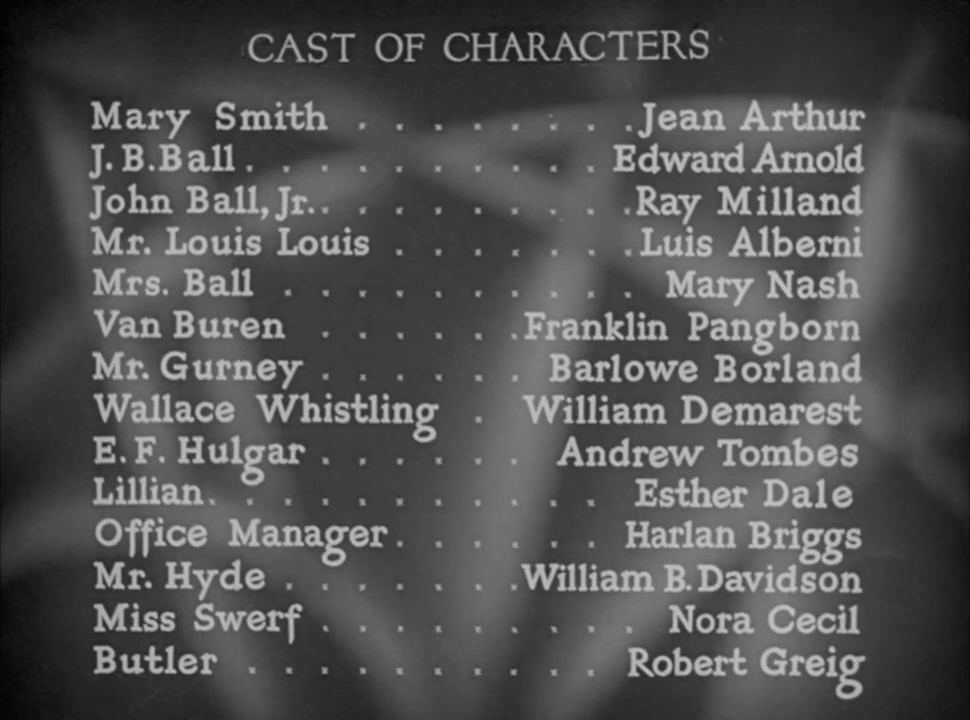 CAST OF CHARACTERS
Mary Smith . . . . . . . . Jean Arthur
J. B. Ball . . . . . . . . . . Edward Arnold
John Ball, Jr. . . . . . . . . . Ray Milland
Mr. Louis Louis . . . . . . . Luis Alberni
Mrs. Ball . . . . . . . . . . Mary Nash
Van Buren . . . . . . Franklin Pangborn
Mr. Gurney . . . . . . Barlowe Borland
Wallace Whistling . William Demarest
E. F. Hulgar . . . . . . Andrew Tombes
Lillian . . . . . . . . . . . Esther Dale
Office Manager . . . . . . Harlan Briggs
Mr. Hyde . . . . . . . William B. Davidson
Miss Swerf . . . . . . . . . Nora Cecil
Butler . . . . . . . . . . Robert Greig